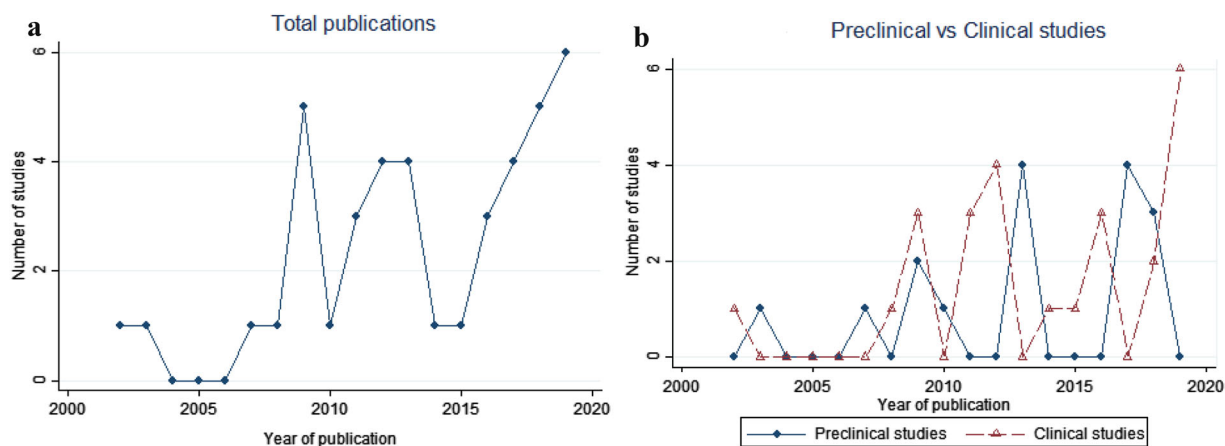 a
Total publications
Number of studies
6
4
2
0
2000 2005 2010 2015 2020
Year of publication
b
Preclinical vs Clinical studies
Number of studies
6
4
2
0
2000 2005 2010 2015 2020
Year of publication
Preclinical studies Clinical studies